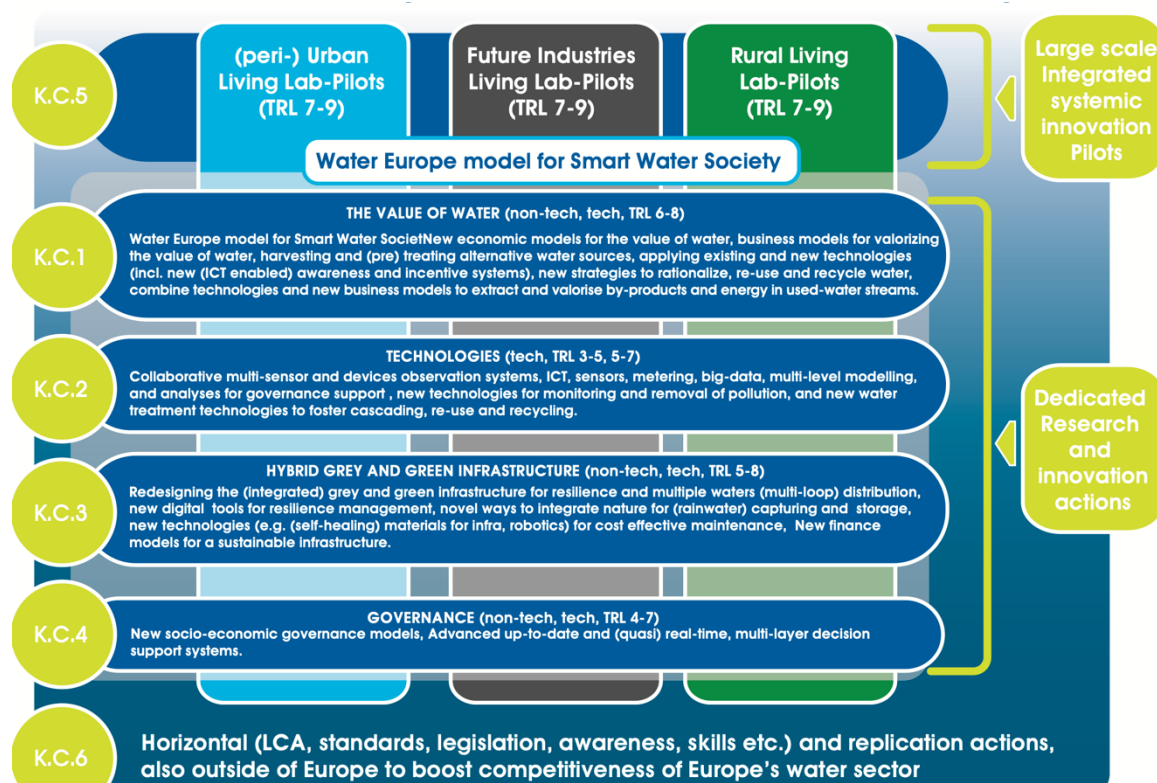 K.C.5
(peri-) Urban
Living Lab-Pilots
(TRL 7-9)
Future Industries
Living Lab-Pilots
(TRL 7-9)
Rural Living
Lab-Pilots
(TRL 7-9)
Large scale
Integrated
systemic
innovation
Pilots
Water Europe model for Smart Water Society
K.C.1
THE VALUE OF WATER (non-tech, tech, TRL 6-8)
Water Europe model for Smart Water SocietNew economic models for the value of water, business models for valorizing
the value of water, harvesting and (pre) treating alternative water sources, applying existing and new technologies
(incl. new (ICT enabled) awareness and incentive systems), new strategies to rationalize, re-use and recycle water,
combine technologies and new business models to extract and valorise by-products and energy in used-water streams.
K.C.2
TECHNOLOGIES (tech, TRL 3-5, 5-7)
Collaborative multi-sensor and devices observation systems, ICT, sensors, metering, big-data, multi-level modelling,
and analyses for governance support , new technologies for monitoring and removal of pollution, and new water
treatment technologies to foster cascading, re-use and recycling.
Dedicated
Research
and
innovation
actions
K.C.3
HYBRID GREY AND GREEN INFRASTRUCTURE (non-tech, tech, TRL 5-8)
Redesigning the (integrated) grey and green infrastructure for resilience and multiple waters (multi-loop) distribution,
new digital tools for resilience management, novel ways to integrate nature for (rainwater) capturing and storage,
new technologies (e.g. (self-healing) materials for infra, robotics) for cost effective maintenance, New finance
models for a sustainable infrastructure.
K.C.4
GOVERNANCE (non-tech, tech, TRL 4-7)
New socio-economic governance models, Advanced up-to-date and (quasi) real-time, multi-layer decision
support systems.
K.C.6
Horizontal (LCA, standards, legislation, awareness, skills etc.) and replication actions,
also outside of Europe to boost competitiveness of Europe's water sector